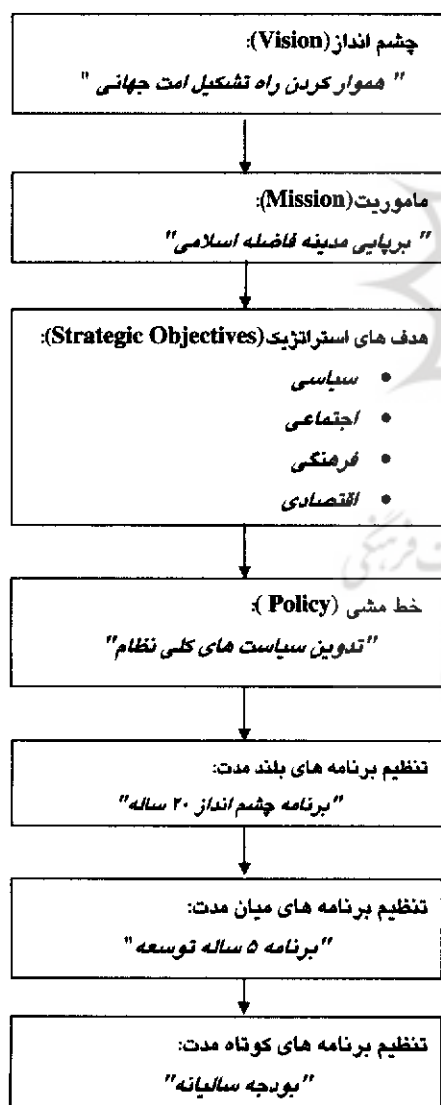 چشم انداز(Vision):
" هموار کردن راه تشکیل امت جهانی "
ماموریت(Mission):
" برپایی مدینه فاضله اسلامی"
هدف های استراتژیک(Strategic Objectives):
• سیاسی
• اجتماعی
• فرهنگی
• اقتصادی
خط مشی (Policy ):
"تدوین سیاست های کلی نظام"
تنظیم برنامه های بلند مدت:
"برنامه چشم انداز ۲۰ ساله"
تنظیم برنامه های میان مدت:
"برنامه ۵ ساله توسعه"
تنظیم برنامه های کوتاه مدت:
"بودجه سالیانه"